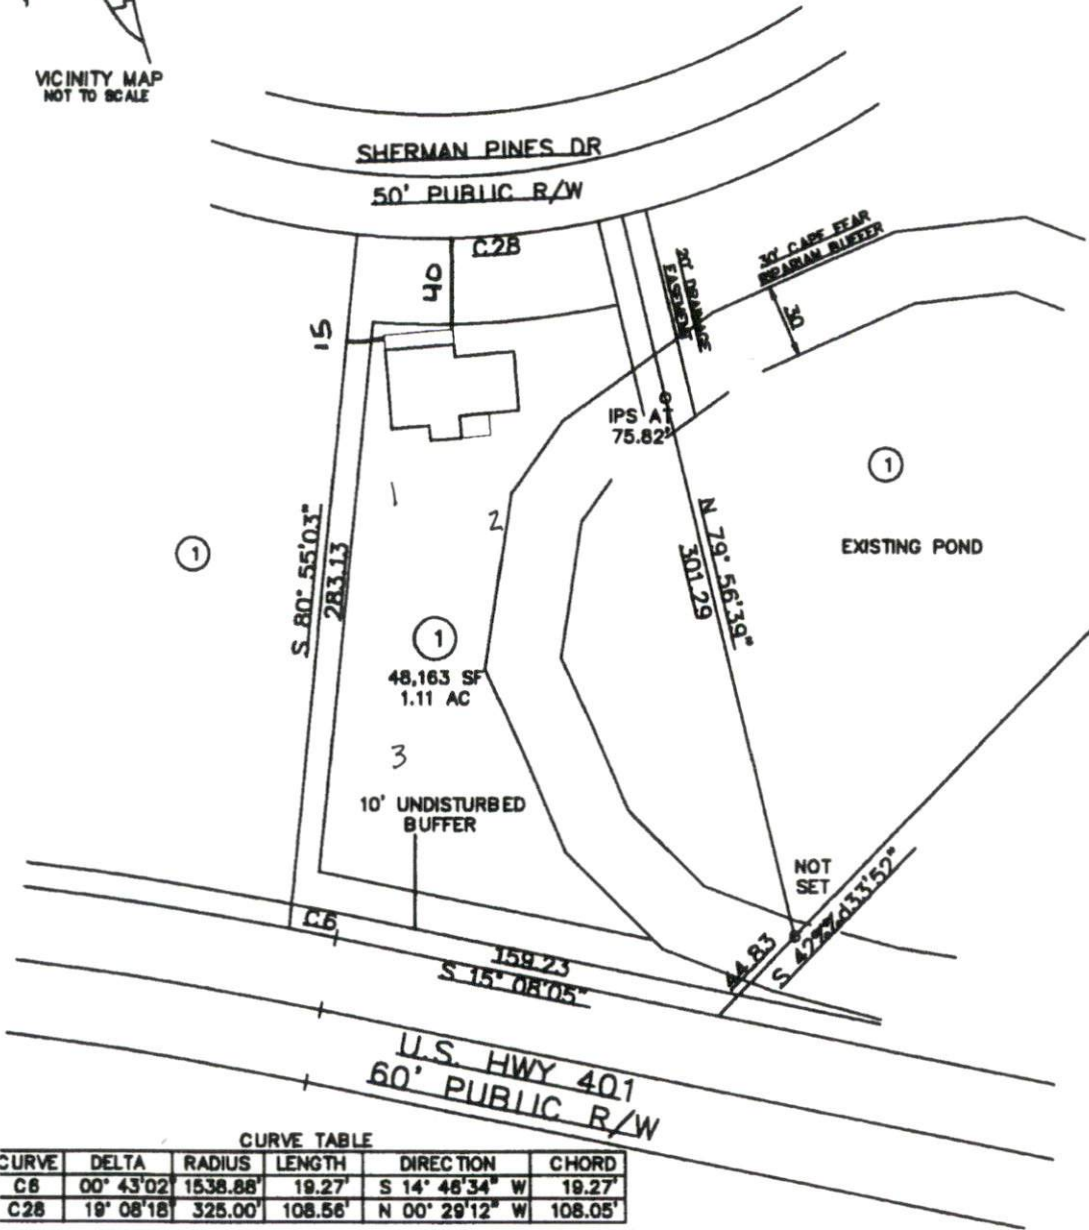 VICINITY MAP
NOT TO SCALE
SHERMAN PINES DR
50' PUBLIC R/W
C28
40
15
20' DRAINAGE
EASEMENT
30' CAPE FEAR
RIPARIAN BUFFER
30
IPS AT
75.82'
1
EXISTING POND
1
2
1
S 80° 55'03"
283.13
N 79° 56'39"
301.29
1
48,163 SF
1.11 AC
3
10' UNDISTURBED
BUFFER
NOT
SET
44.83
C6
159.23
S 15° 08'05"
U.S. HWY 401
60' PUBLIC R/W
CURVE TABLE
CURVE DELTA RADIUS LENGTH DIRECTION CHORD
C6 00° 43'02" 1538.88' 19.27' S 14° 46'34" W 19.27'
C28 19° 08'18" 325.00' 108.56' N 00° 29'12" W 108.05'